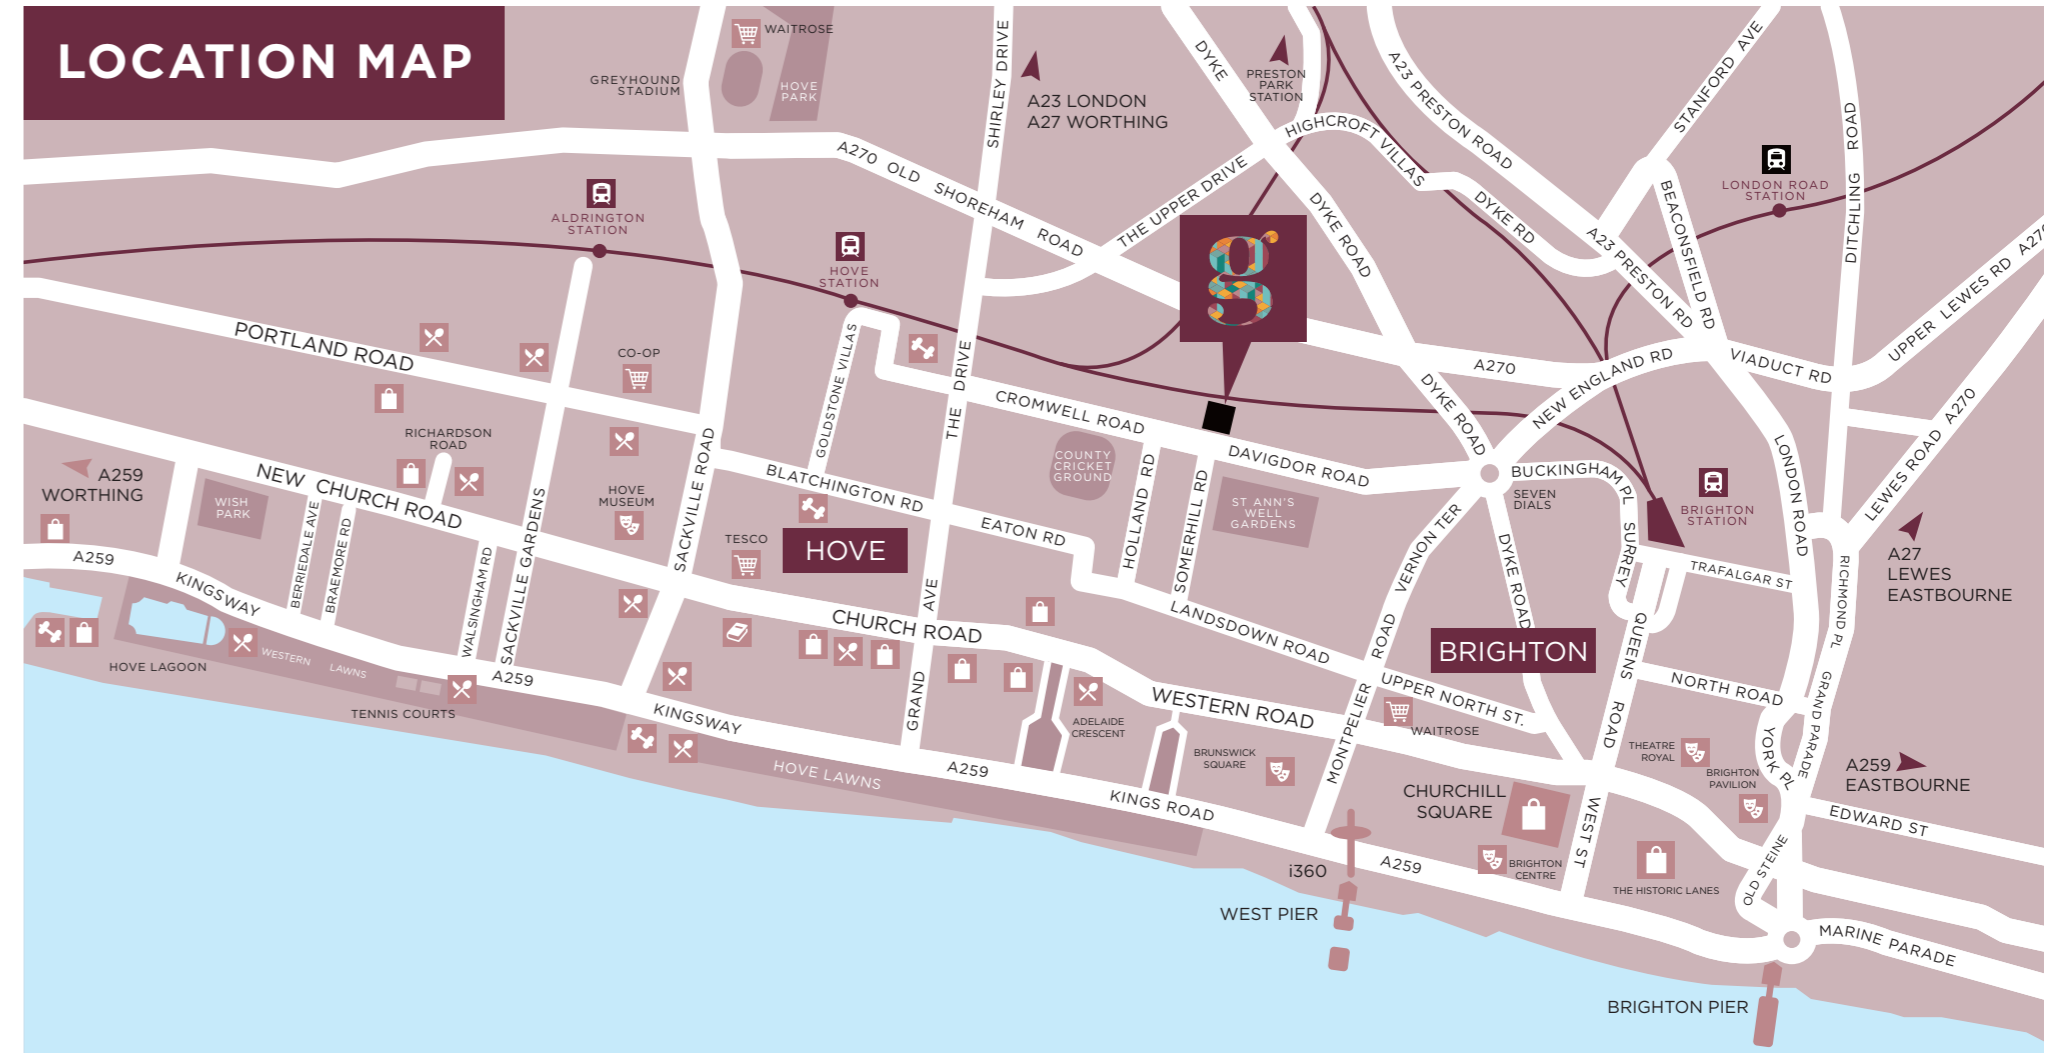 LOCATION MAP
WAITROSE
GREYHOUND
STADIUM
HOVE
PARK
SHIRLEY DRIVE
A23 LONDON
A27 WORTHING
DYKE
PRESTON
PARK
STATION
A23 PRESTON ROAD
STANFORD AVE
DITCHLING ROAD
LONDON ROAD
STATION
HIGHCROFT VILLAS
A270 OLD SHOREHAM ROAD
THE UPPER DRIVE
DYKE ROAD
DYKE RD
A23 PRESTON RD
BEACONSFIELD RD
UPPER LEWES RD A270
ALDRINGTON
STATION
HOVE
STATION
g
PORTLAND ROAD
CO-OP
GOLDSTONE VILLAS
THE DRIVE
CROMWELL ROAD
A270
DYKE ROAD
NEW ENGLAND RD
VIADUCT RD
LEWES ROAD A270
RICHARDSON
ROAD
A259
WORTHING
NEW CHURCH ROAD
WISH
PARK
HOVE
MUSEUM
SACKVILLE ROAD
BLATCHINGTON RD
COUNTY
CRICKET
GROUND
HOLLAND RD
SOMERHILL RD
DAVIGDOR ROAD
ST ANN'S
WELL
GARDENS
SEVEN
DIALS
BUCKINGHAM PL
BRIGHTON
STATION
LONDON ROAD
A27
LEWES
EASTBOURNE
A259
KINGSWAY
BERRIEDALE AVE
BRAEMORE RD
WALSINGHAM RD
SACKVILLE GARDENS
TESCO
HOVE
EATON RD
VERNON TER
DYKE ROAD
SURREY
TRAFALGAR ST
RICHMOND PL
CHURCH ROAD
GRAND AVE
LANDSDOWN ROAD
BRIGHTON
QUEENS ROAD
NORTH ROAD
GRAND PARADE
HOVE LAGOON
WESTERN LAWNS
TENNIS COURTS
A259
KINGSWAY
ADELAIDE
CRESCENT
WESTERN ROAD
MONTPELIER ROAD
UPPER NORTH ST.
WAITROSE
THEATRE
ROYAL
YORK PL
BRIGHTON
PAVILION
A259
EASTBOURNE
BRUNSWICK
SQUARE
HOVE LAWNS
A259
KINGS ROAD
CHURCHILL
SQUARE
WEST ST
EDWARD ST
OLD STEINE
i360
A259
BRIGHTON
CENTRE
THE HISTORIC LANES
WEST PIER
MARINE PARADE
BRIGHTON PIER